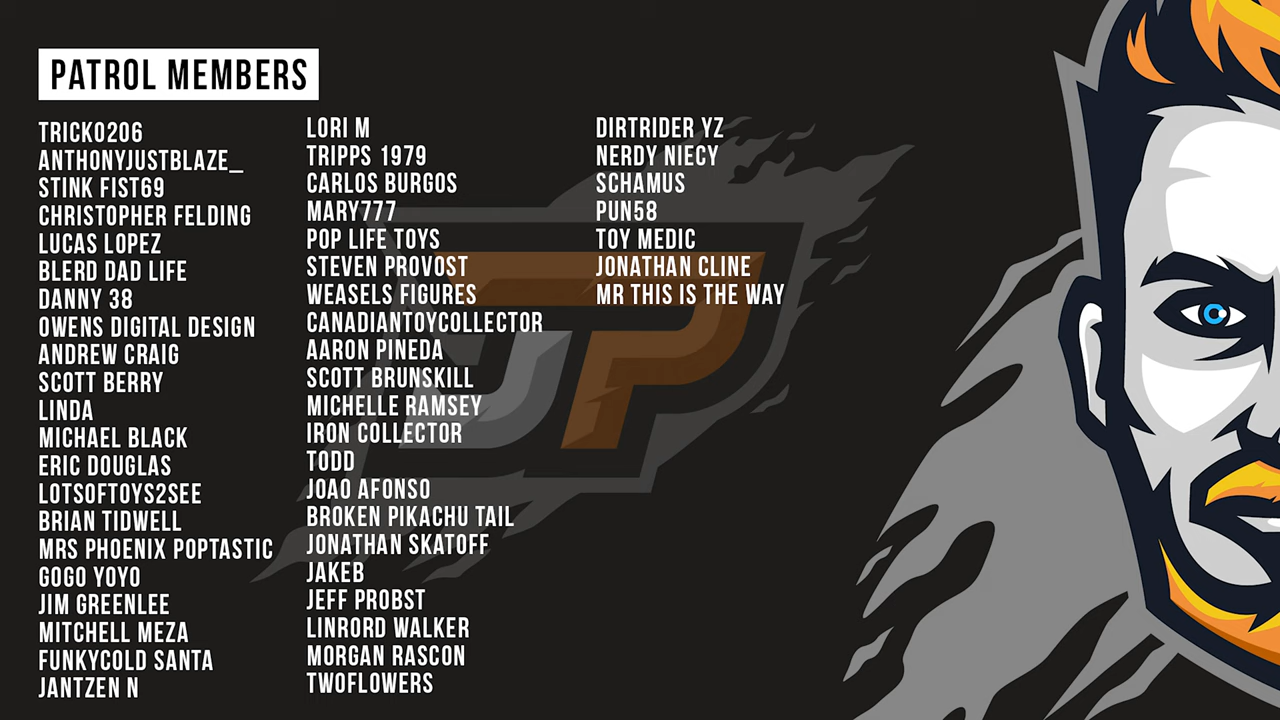 PATROL MEMBERS
TRICKO206
ANTHONYJUSTBLAZE_
STINK FIST69
CHRISTOPHER FELDING
LUCAS LOPEZ
BLERD DAD LIFE
DANNY 38
OWENS DIGITAL DESIGN
ANDREW CRAIG
SCOTT BERRY
LINDA
MICHAEL BLACK
ERIC DOUGLAS
LOTSOFTOYS2SEE
BRIAN TIDWELL
MRS PHOENIX POPTASTIC
GOGO YOYO
JIM GREENLEE
MITCHELL MEZA
FUNKYCOLD SANTA
JANTZEN N
LORI M
TRIPPS 1979
CARLOS BURGOS
MARY777
POP LIFE TOYS
STEVEN PROVOST
WEASELS FIGURES
CANADIANTOYCOLLECTOR
AARON PINEDA
SCOTT BRUNSKILL
MICHELLE RAMSEY
IRON COLLECTOR
TODD
JOAO AFONSO
BROKEN PIKACHU TAIL
JONATHAN SKATOFF
JAKEB
JEFF PROBST
LINRORD WALKER
MORGAN RASCON
TWOFLOWERS
DIRTRIDER YZ
NERDY NIECY
SCHAMUS
PUN58
TOY MEDIC
JONATHAN CLINE
MR THIS IS THE WAY
JP